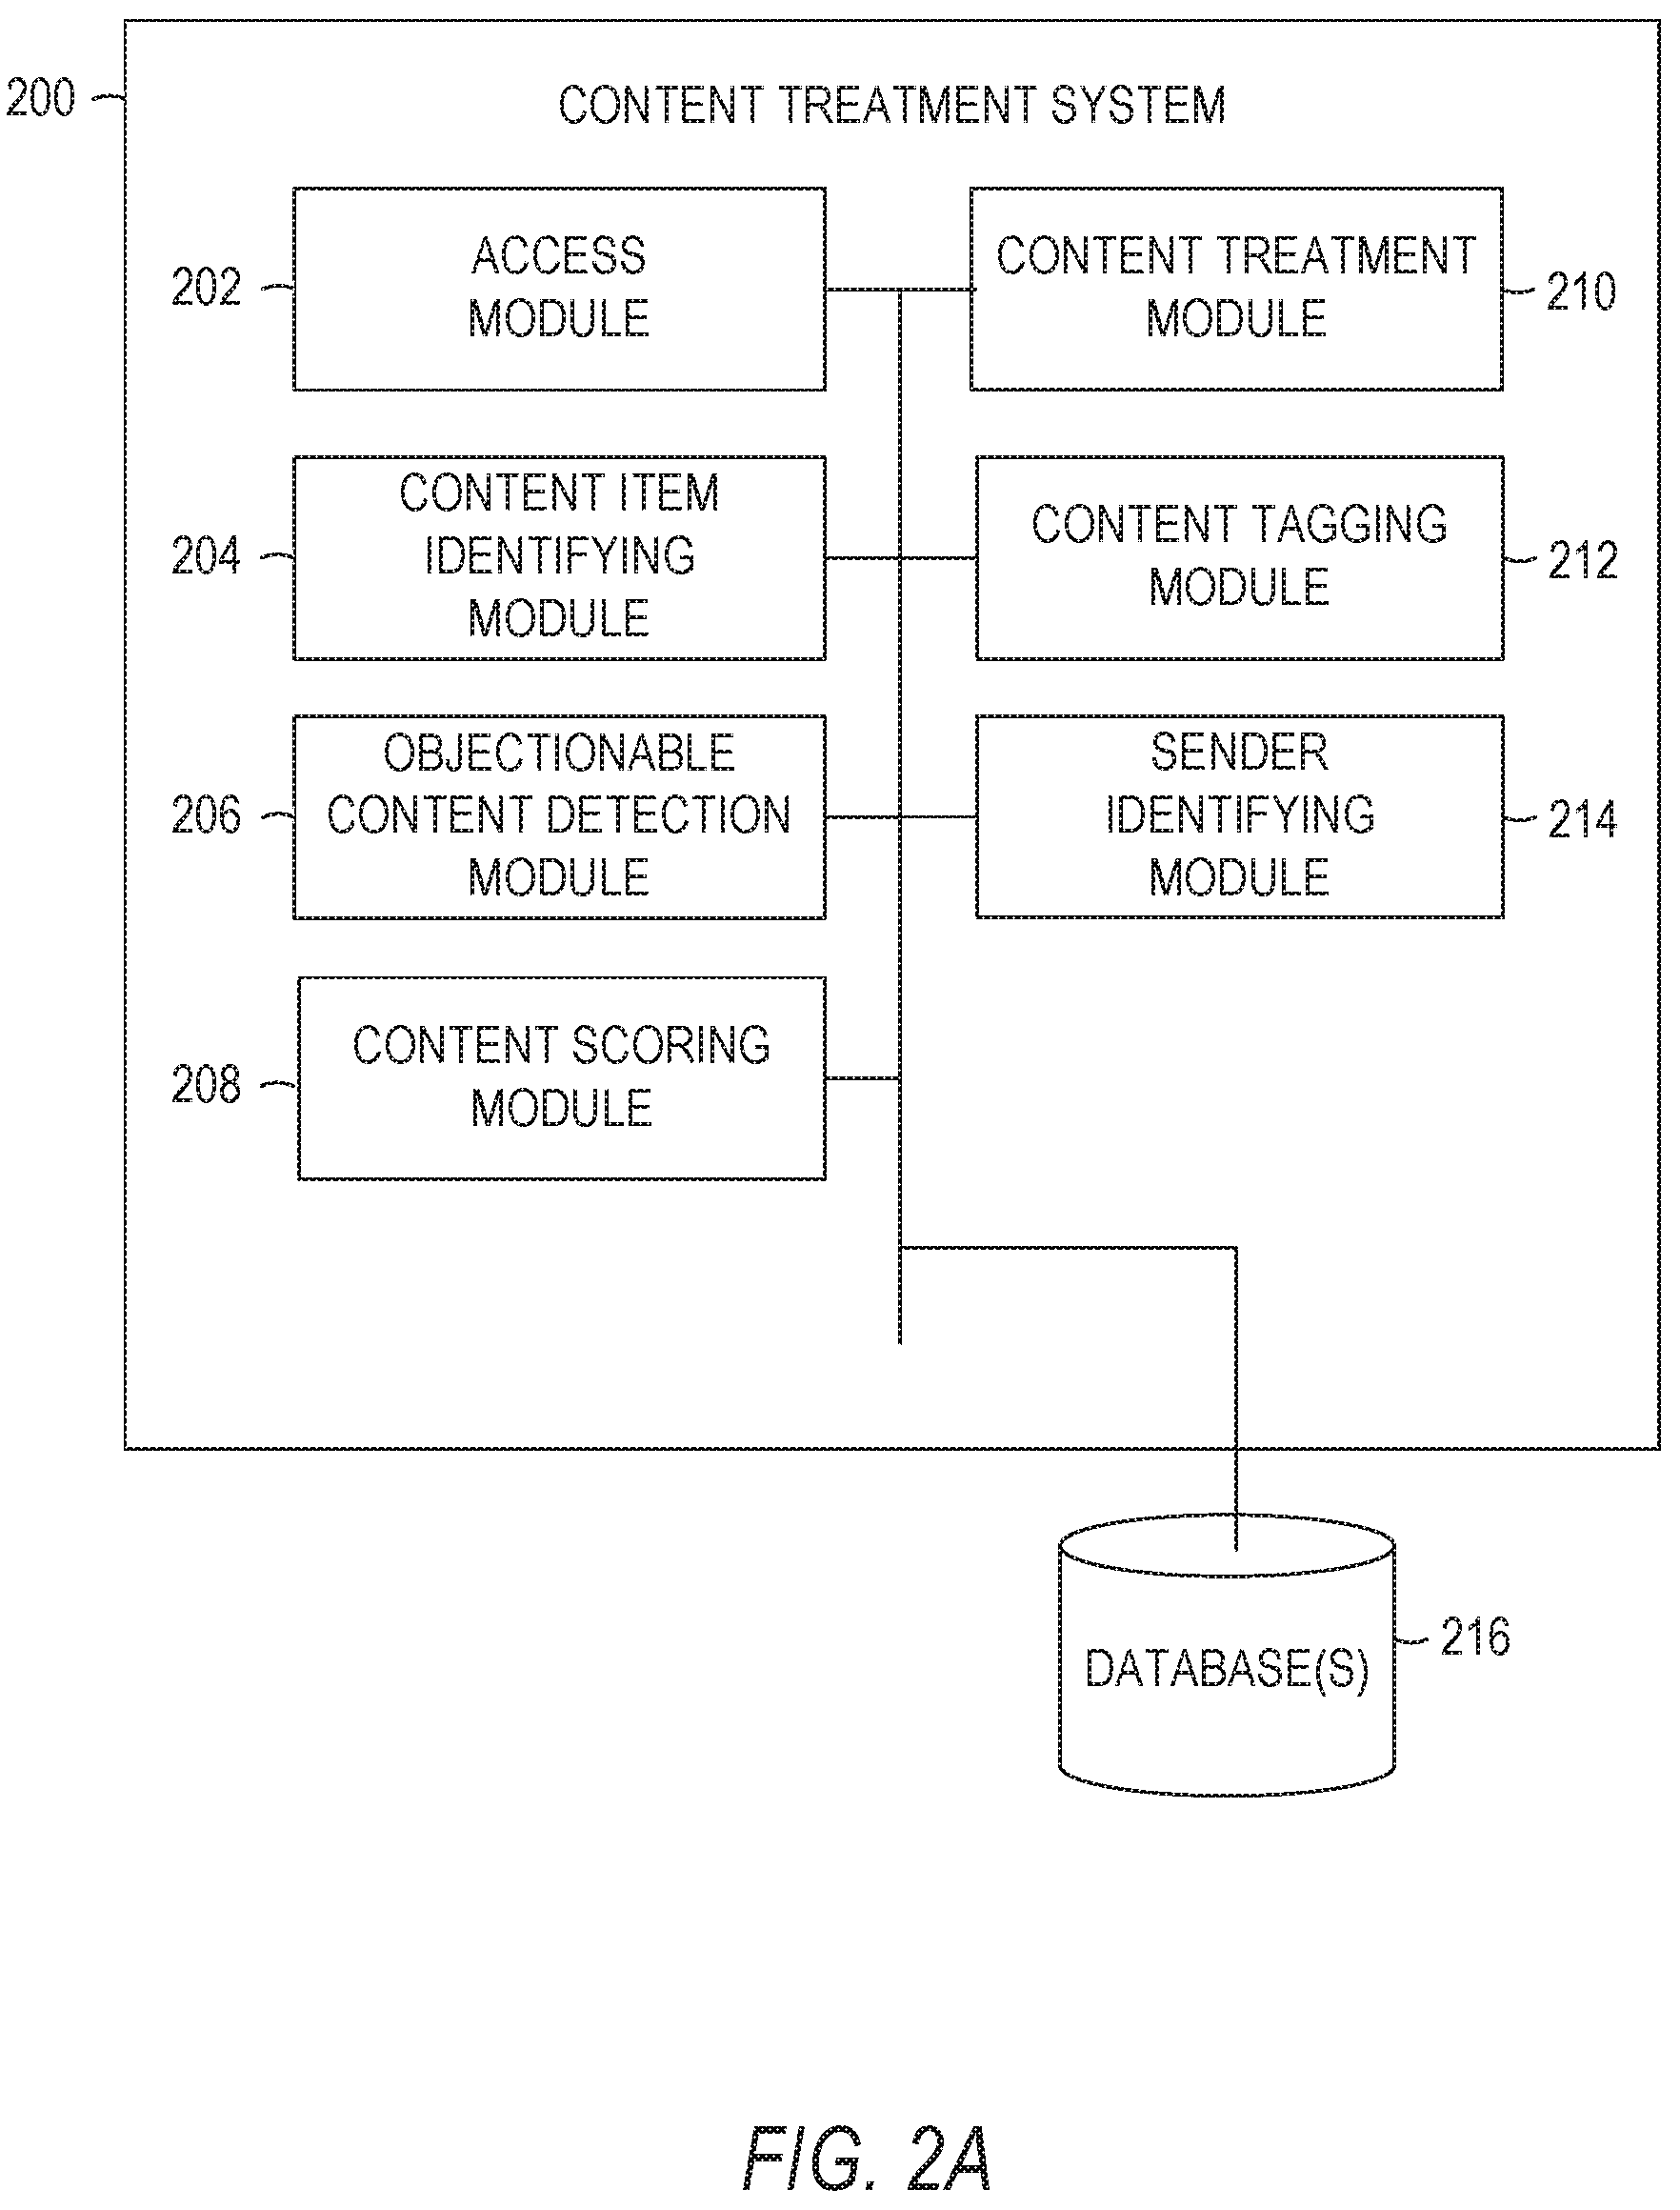 200
CONTENT TREATMENT SYSTEM
202
ACCESS
MODULE
CONTENT TREATMENT
MODULE
210
204
CONTENT ITEM
IDENTIFYING
MODULE
CONTENT TAGGING
MODULE
212
206
OBJECTIONABLE
CONTENT DETECTION
MODULE
SENDER
IDENTIFYING
MODULE
214
208
CONTENT SCORING
MODULE
DATABASE(S)
216
FIG. 2A